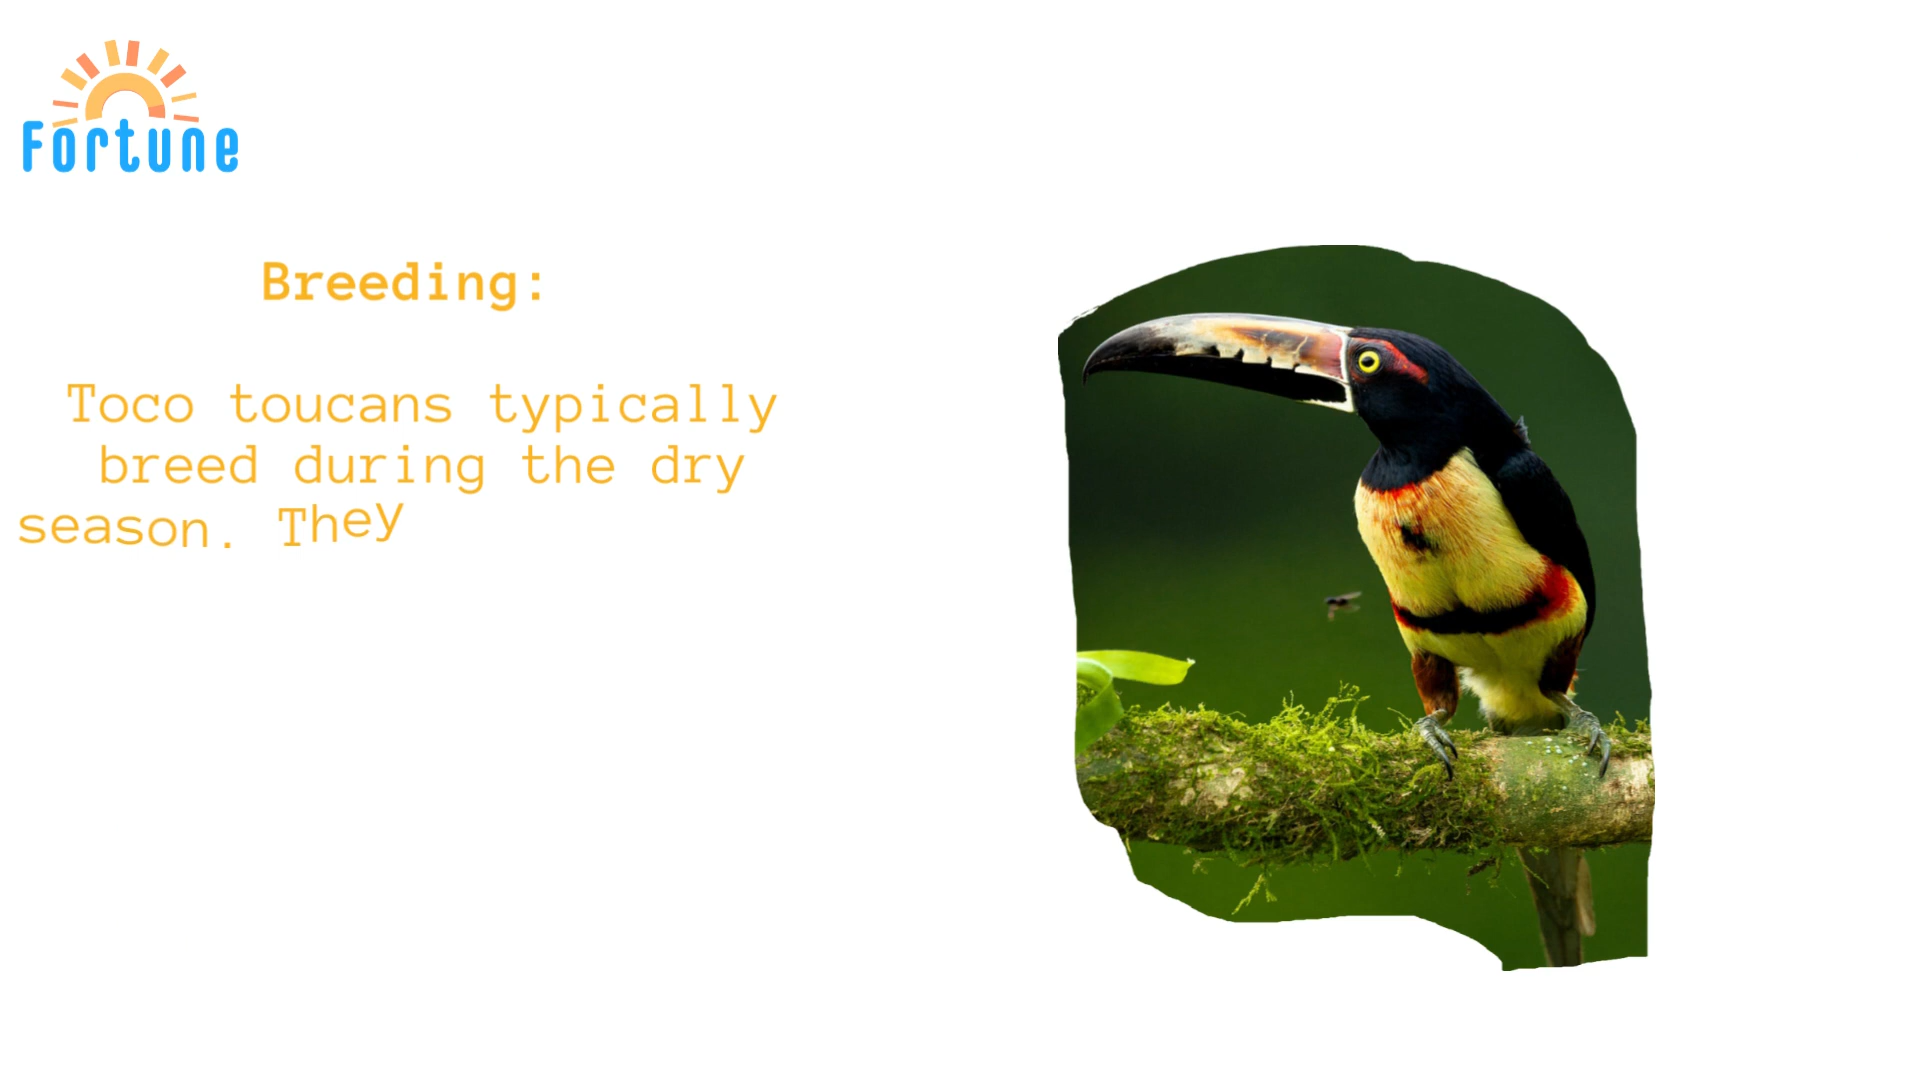 Fortune
Breeding:
Toco toucans typically
breed during the dry
season. They